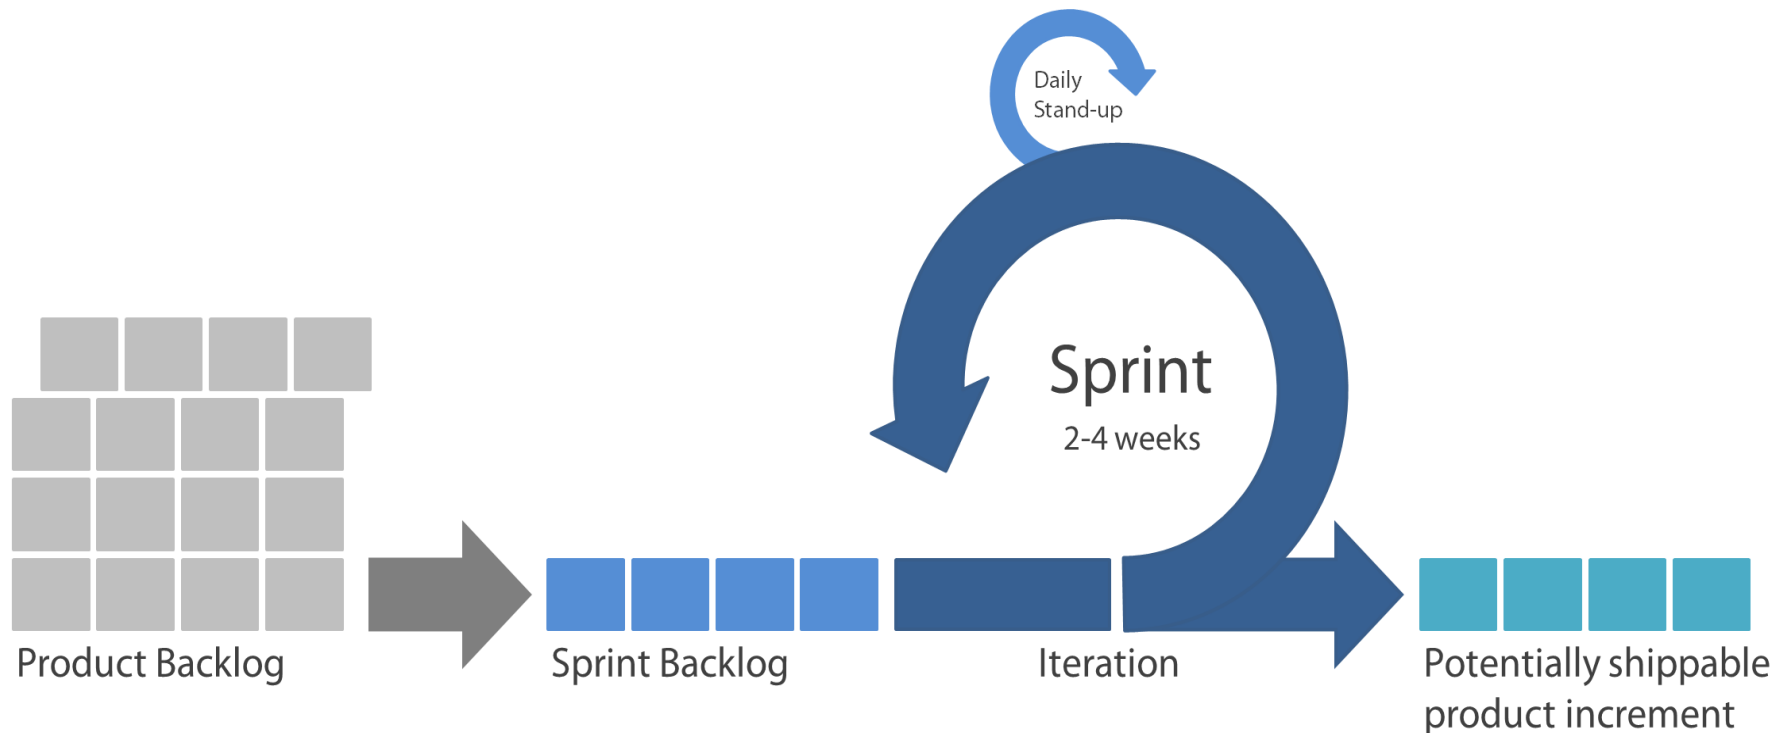 Daily
Stand-up
Sprint
2-4 weeks
Product Backlog
Sprint Backlog
Iteration
Potentially shippable
product increment